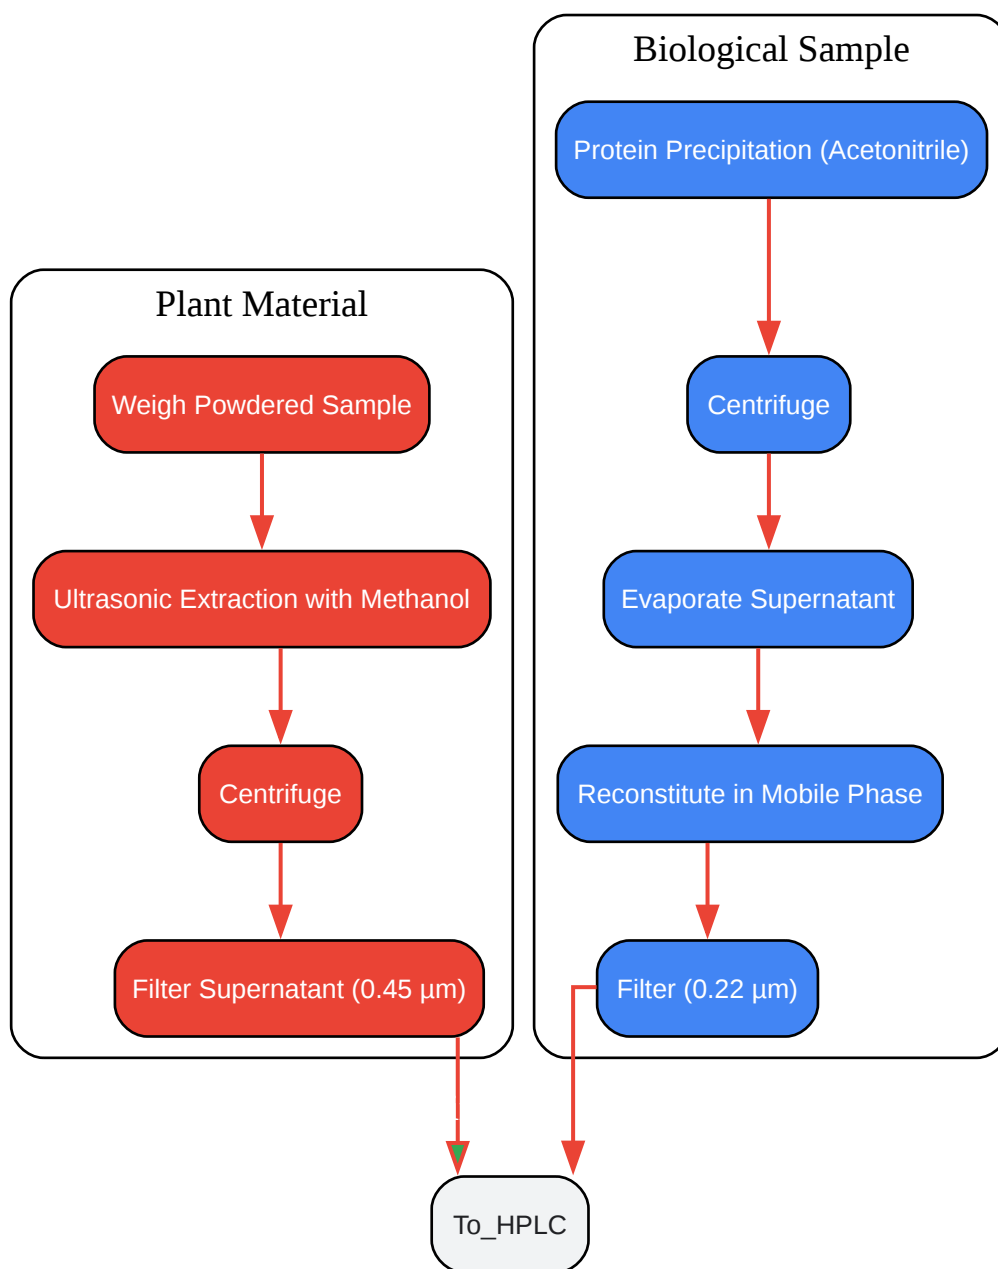 Plant Material
Weigh Powdered Sample
Ultrasonic Extraction with Methanol
Centrifuge
Filter Supernatant (0.45 µm)
Biological Sample
Protein Precipitation (Acetonitrile)
Centrifuge
Evaporate Supernatant
Reconstitute in Mobile Phase
Filter (0.22 µm)
To_HPLC